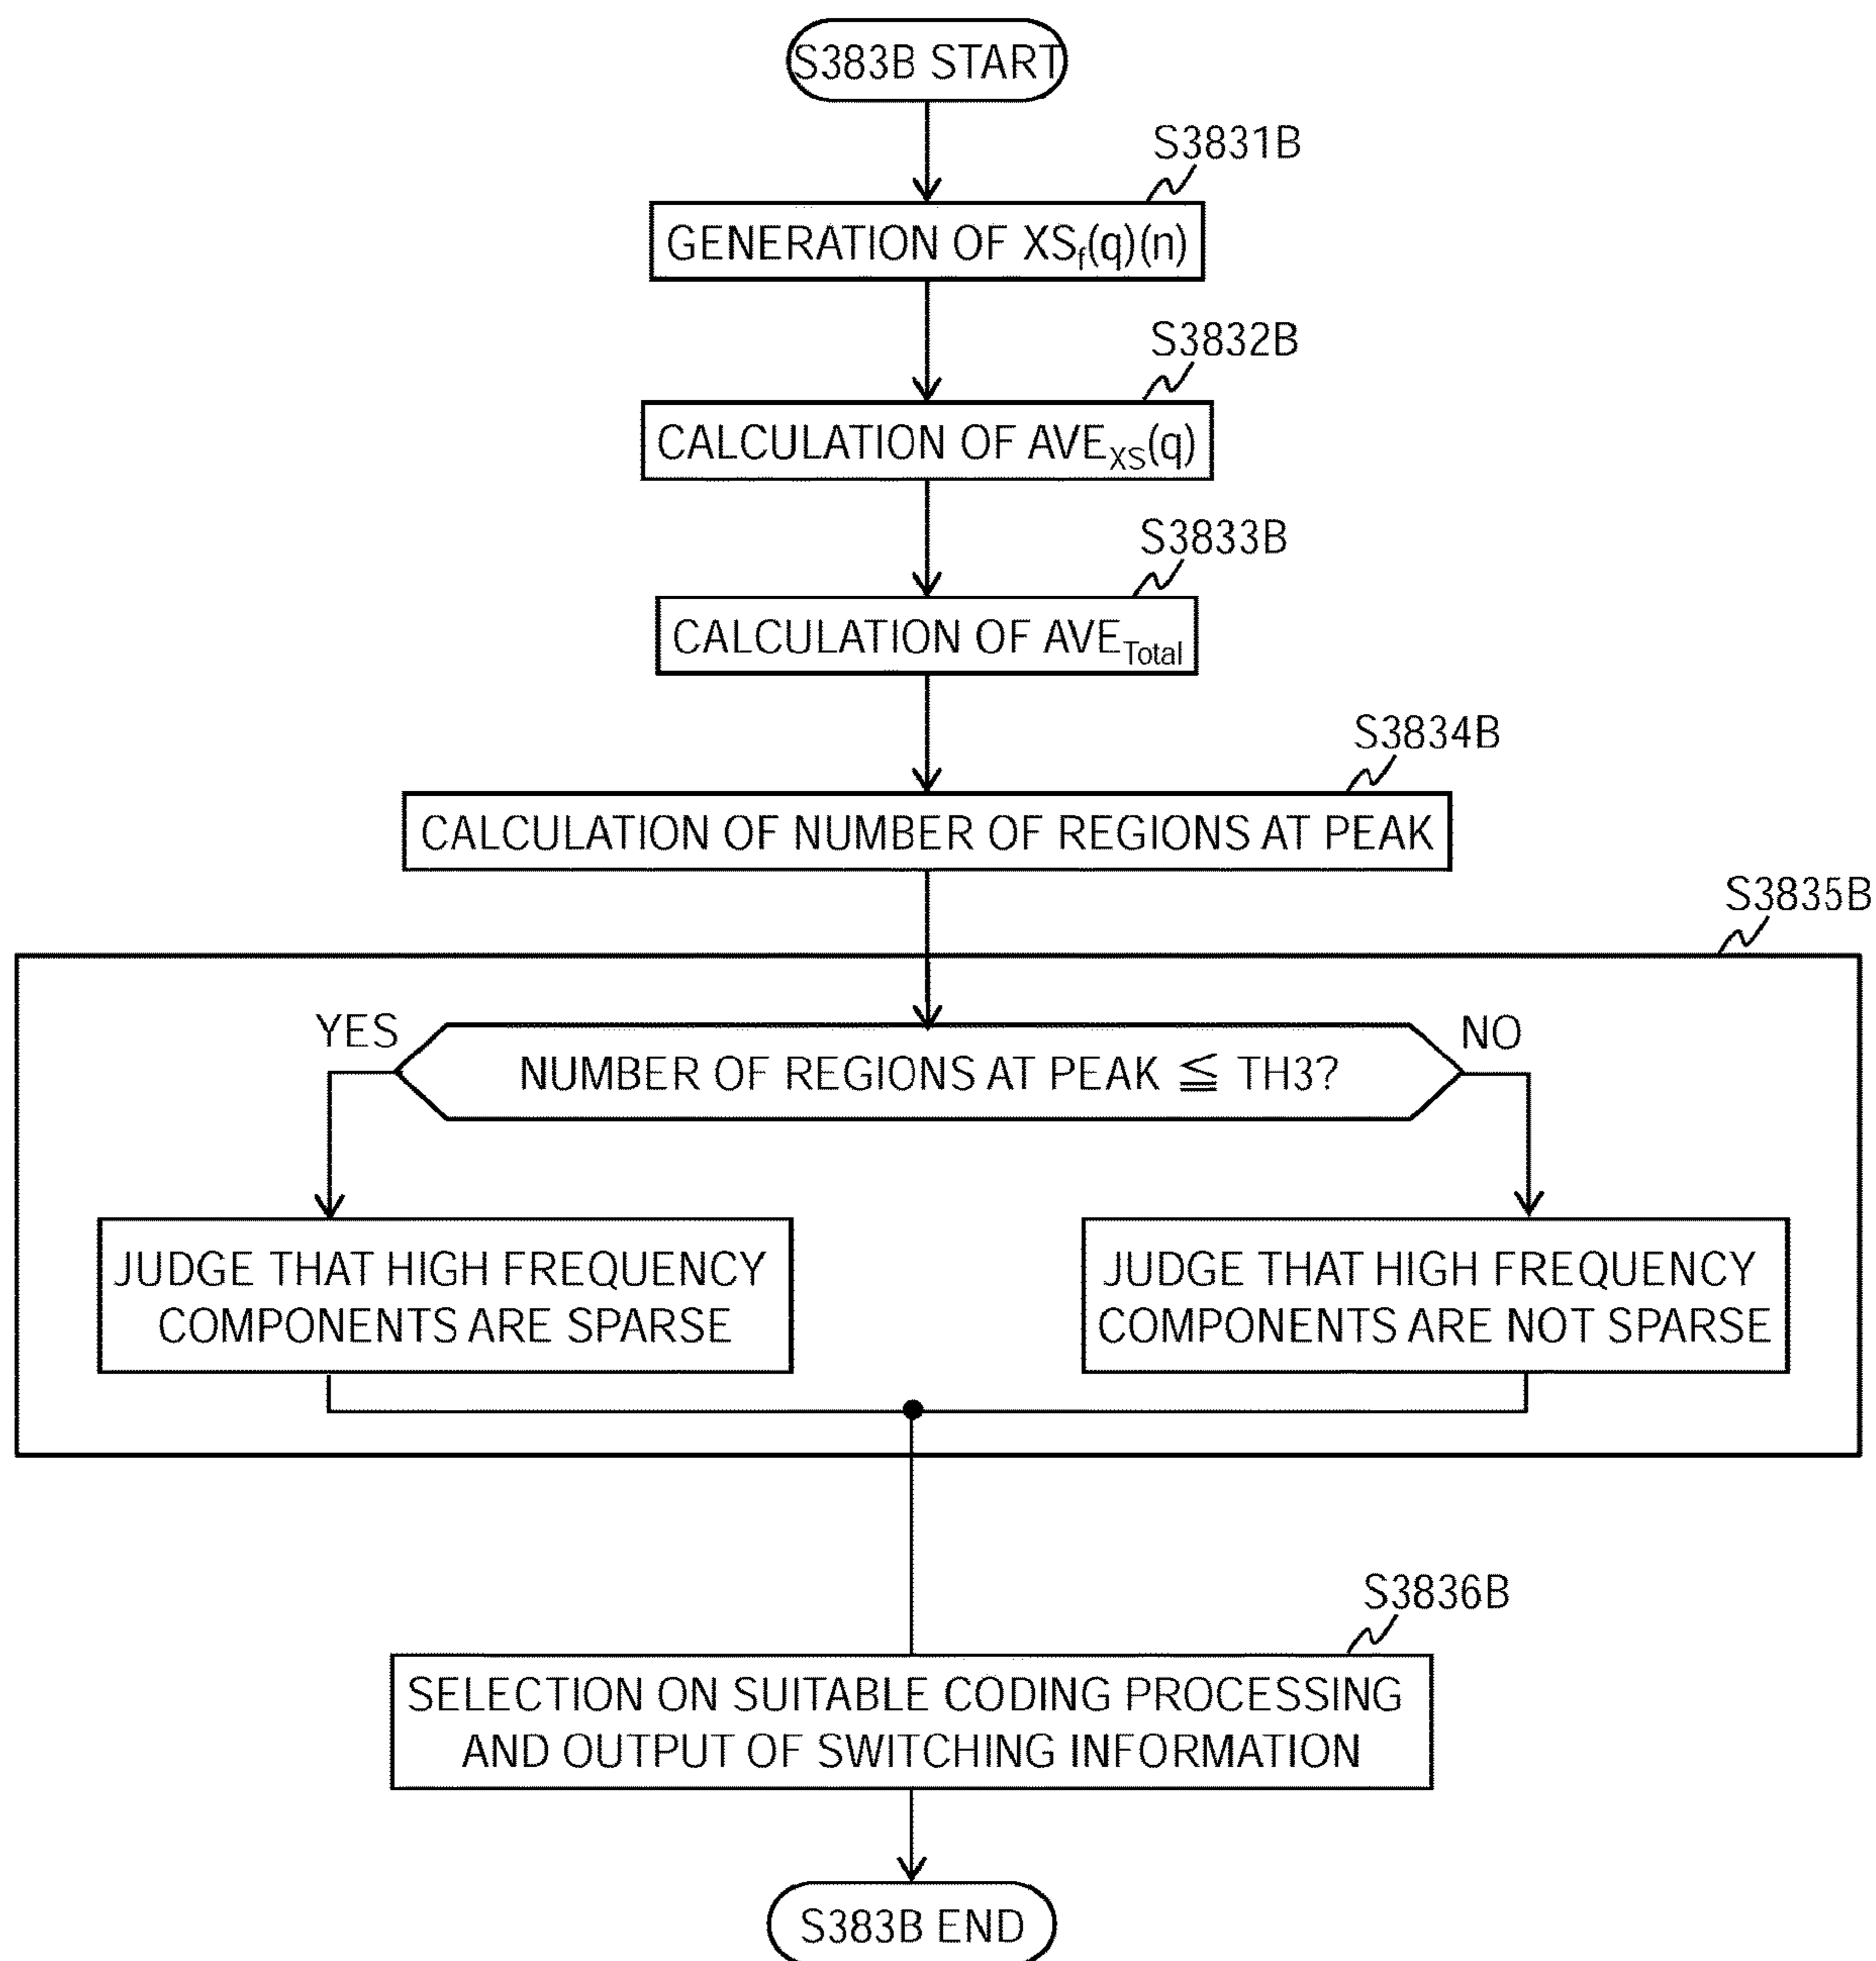 S383B START
S3831B
GENERATION OF XSf(q)(n)
S3832B
CALCULATION OF AVEXS(q)
S3833B
CALCULATION OF AVETotal
S3834B
CALCULATION OF NUMBER OF REGIONS AT PEAK
S3835B
YES
NUMBER OF REGIONS AT PEAK ≦ TH3?
NO
JUDGE THAT HIGH FREQUENCY
COMPONENTS ARE SPARSE
JUDGE THAT HIGH FREQUENCY
COMPONENTS ARE NOT SPARSE
S3836B
SELECTION ON SUITABLE CODING PROCESSING
AND OUTPUT OF SWITCHING INFORMATION
S383B END